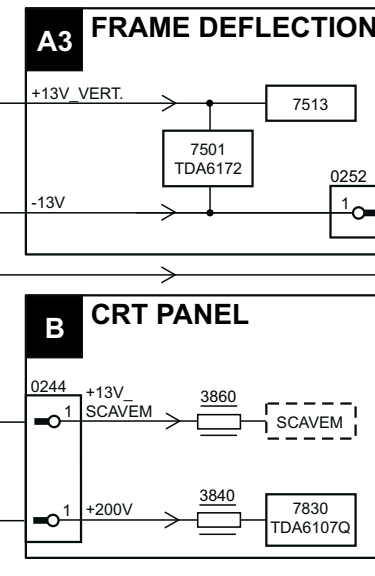 A3 FRAME DEFLECTION
+13V_VERT.
7513
7501
TDA6172
0252
-13V
1
B CRT PANEL
0244
+13V_
SCAVEM
1
3860
SCAVEM
3840
1
+200V
7830
TDA6107Q